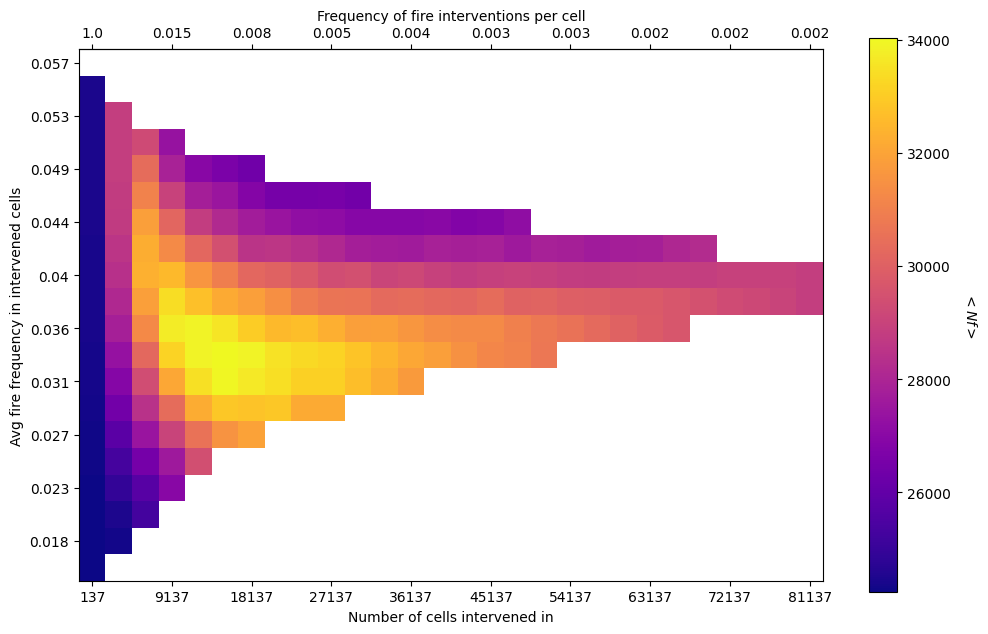 Frequency of fire interventions per cell
1.0 0.015 0.008 0.005 0.004 0.003 0.003 0.002 0.002 0.002
Avg fire frequency in intervened cells
0.057
0.053
0.049
0.044
0.04
0.036
0.031
0.027
0.023
0.018
137 9137 18137 27137 36137 45137 54137 63137 72137 81137
Number of cells intervened in
34000
32000
30000
28000
26000
< Nf >